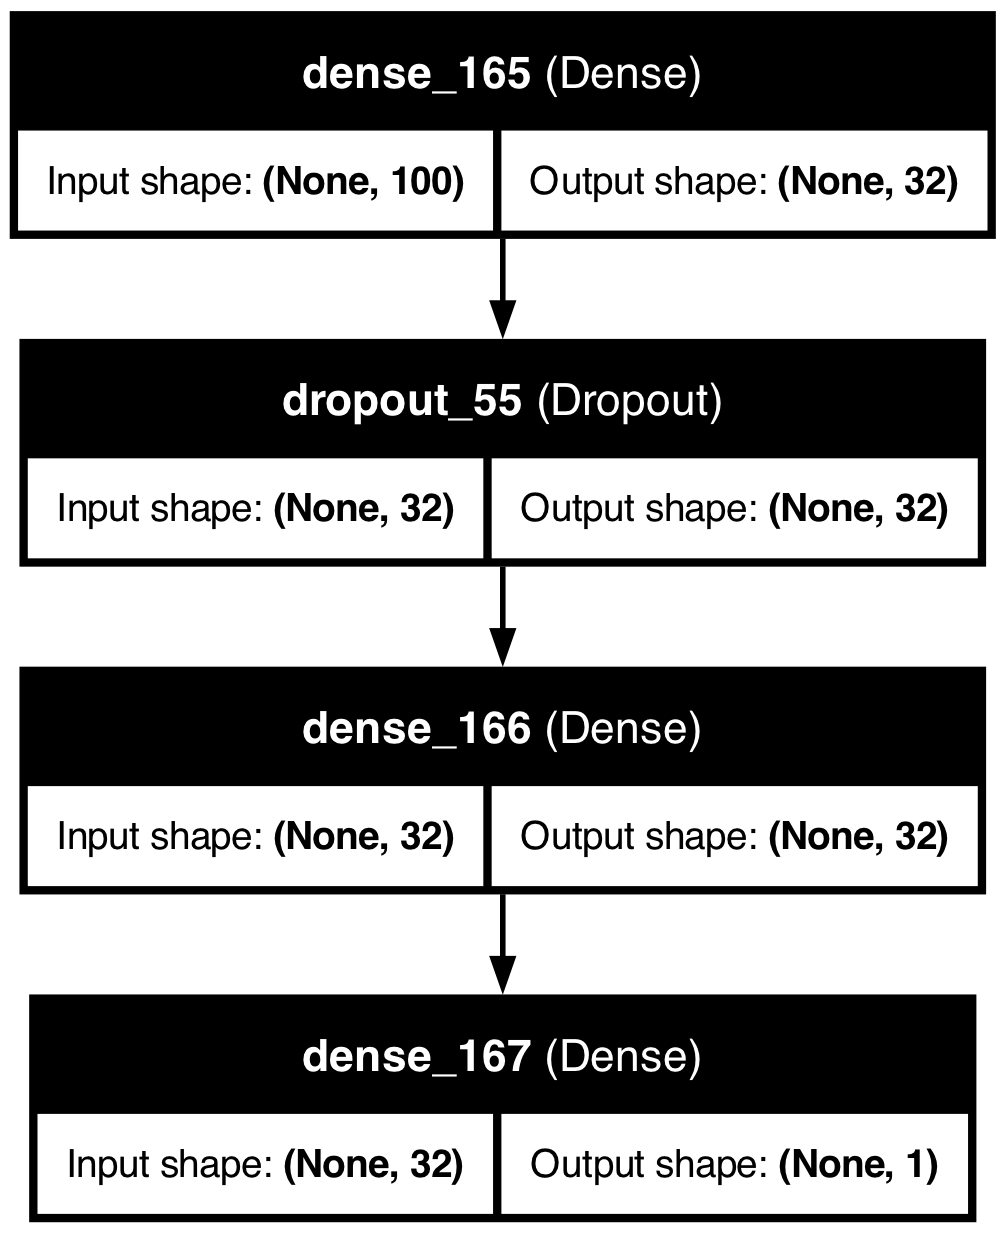 dense_165 (Dense)
Input shape: (None, 100) Output shape: (None, 32)
dropout_55 (Dropout)
Input shape: (None, 32) Output shape: (None, 32)
dense_166 (Dense)
Input shape: (None, 32) Output shape: (None, 32)
dense_167 (Dense)
Input shape: (None, 32) Output shape: (None, 1)